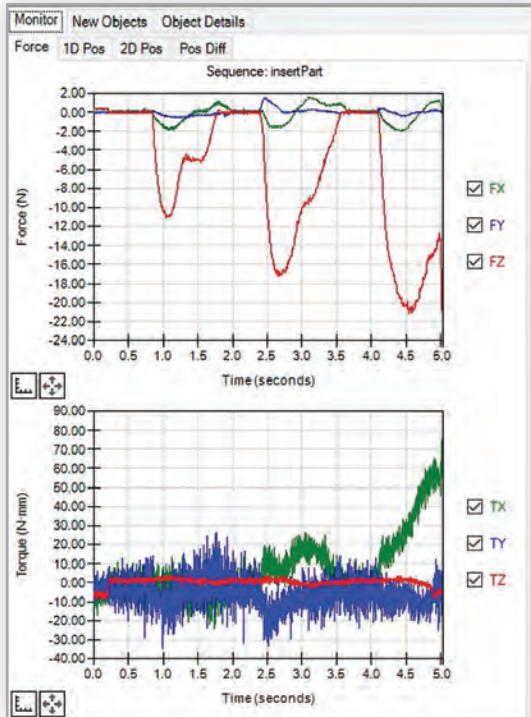 Monitor New Objects Object Details
Force 1D Pos 2D Pos Pos Diff
Sequence: insertPart
2.00
0.00
-2.00
-4.00
-6.00
-8.00
-10.00
-12.00
-14.00
-16.00
-18.00
-20.00
-22.00
-24.00
Force (N)
FX
FY
FZ
0.0 0.5 1.0 1.5 2.0 2.5 3.0 3.5 4.0 4.5 5.0
Time (seconds)
90.00
80.00
70.00
60.00
50.00
40.00
30.00
20.00
10.00
0.00
-10.00
-20.00
-30.00
-40.00
Torque (N·mm)
TX
TY
TZ
0.0 0.5 1.0 1.5 2.0 2.5 3.0 3.5 4.0 4.5 5.0
Time (seconds)